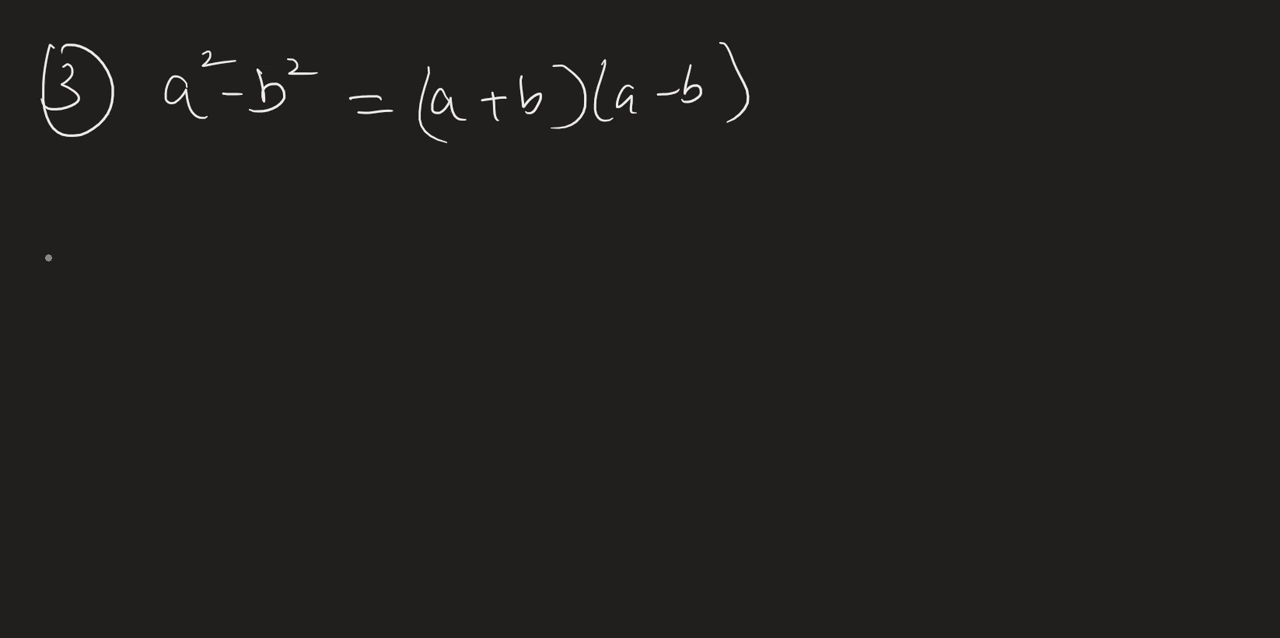 ③ a²-b² = (a+b)(a-b)